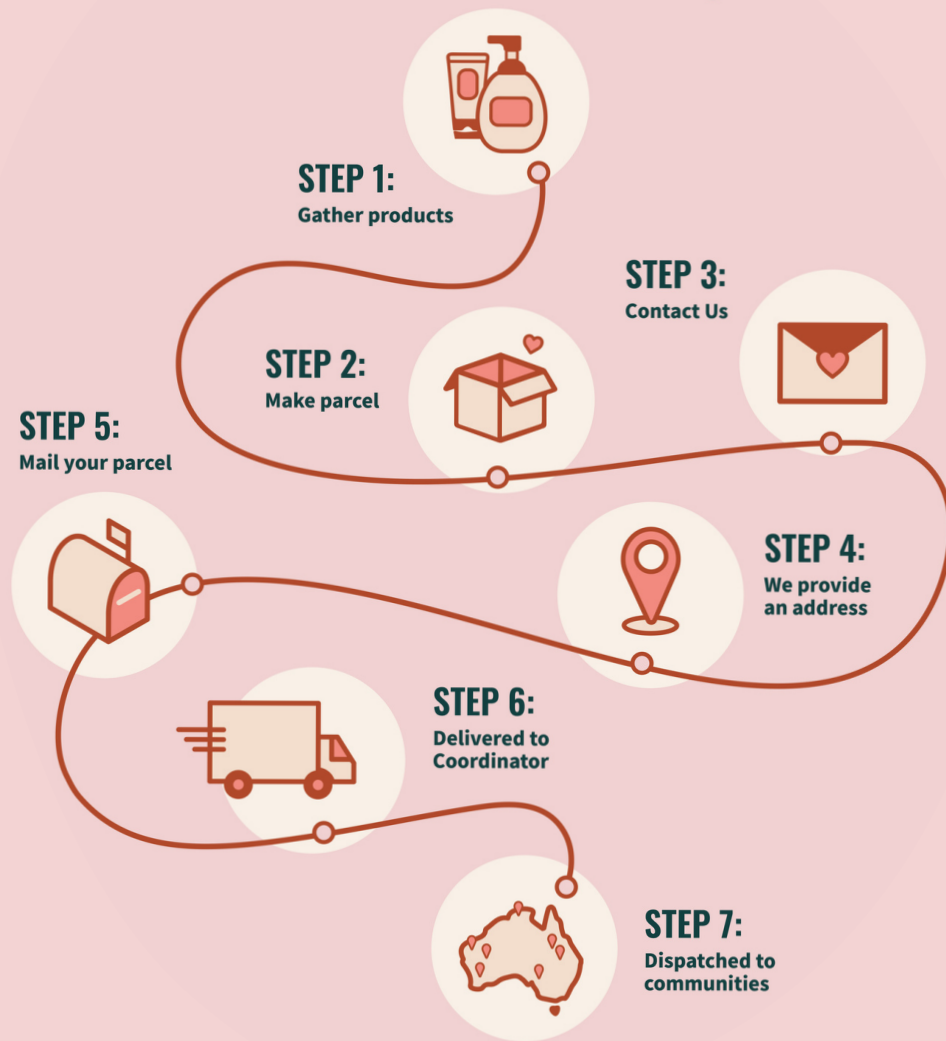 STEP 1:
Gather products
STEP 2:
Make parcel
STEP 3:
Contact Us
STEP 4:
We provide
an address
STEP 5:
Mail your parcel
STEP 6:
Delivered to
Coordinator
STEP 7:
Dispatched to
communities